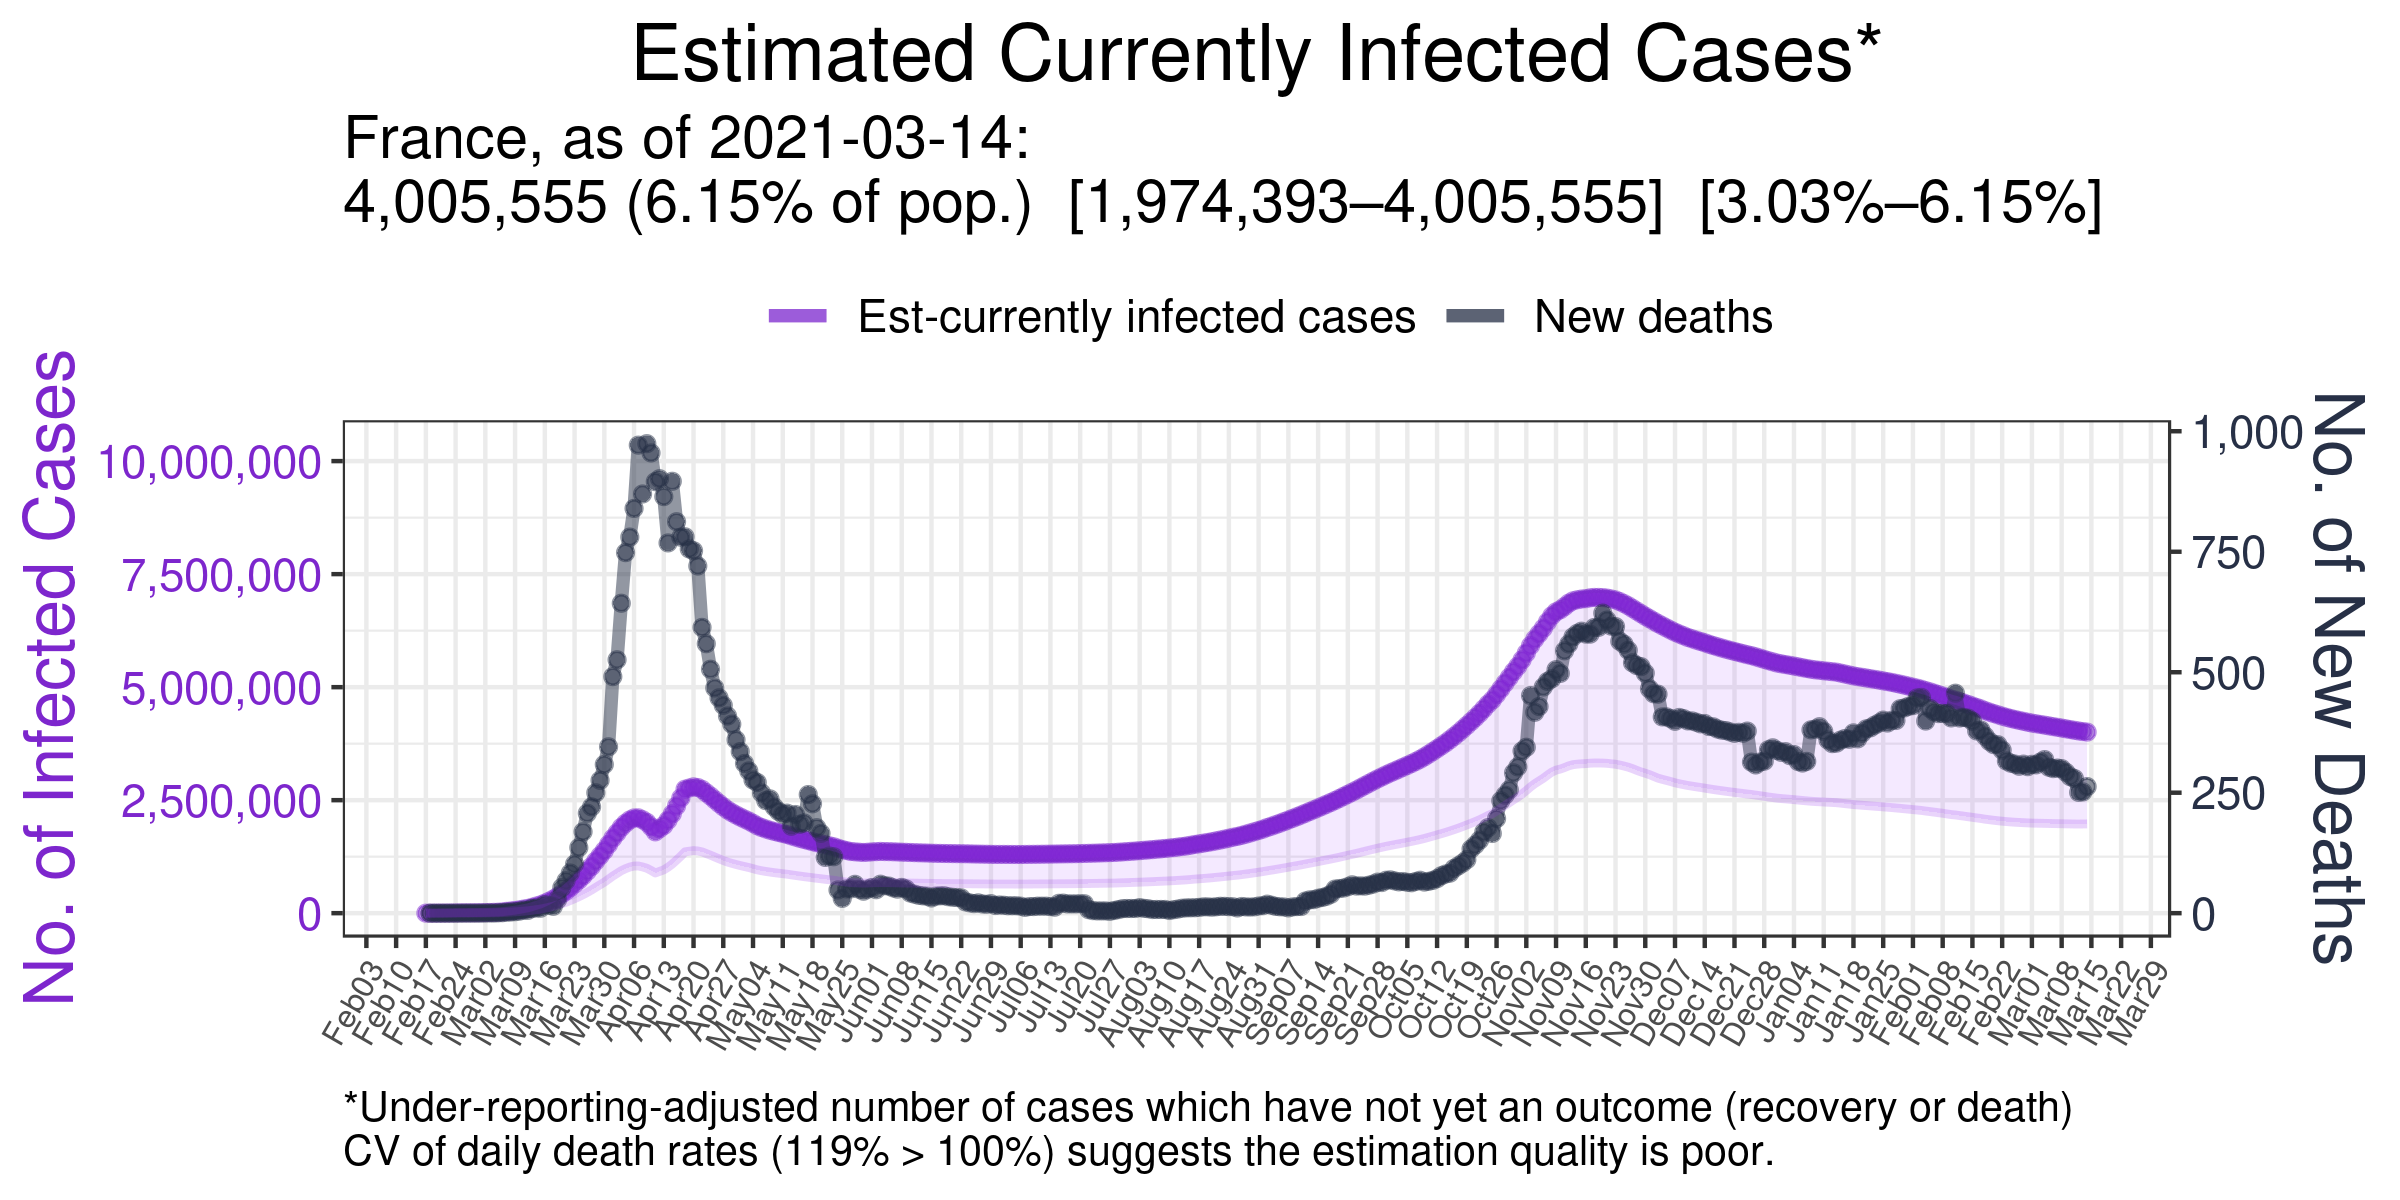 Estimated Currently Infected Cases*
France, as of 2021-03-14:
4,005,555 (6.15% of pop.) [1,974,393–4,005,555] [3.03%–6.15%]
Est-currently infected cases New deaths
No. of Infected Cases
10,000,000
7,500,000
5,000,000
2,500,000
0
1,000
750
500
250
0
No. of New Deaths
Feb03 Feb10 Feb17 Feb24 Mar02 Mar09 Mar16 Mar23 Mar30 Apr06 Apr13 Apr20 Apr27 May04 May11 May18 May25 Jun01 Jun08 Jun15 Jun22 Jun29 Jul06 Jul13 Jul20 Jul27 Aug03 Aug10 Aug17 Aug24 Aug31 Sep07 Sep14 Sep21 Sep28 Oct05 Oct12 Oct19 Oct26 Nov02 Nov09 Nov16 Nov23 Nov30 Dec07 Dec14 Dec21 Dec28 Jan04 Jan11 Jan18 Jan25 Feb01 Feb08 Feb15 Feb22 Mar01 Mar08 Mar15 Mar22 Mar29
*Under-reporting-adjusted number of cases which have not yet an outcome (recovery or death)
CV of daily death rates (119% > 100%) suggests the estimation quality is poor.